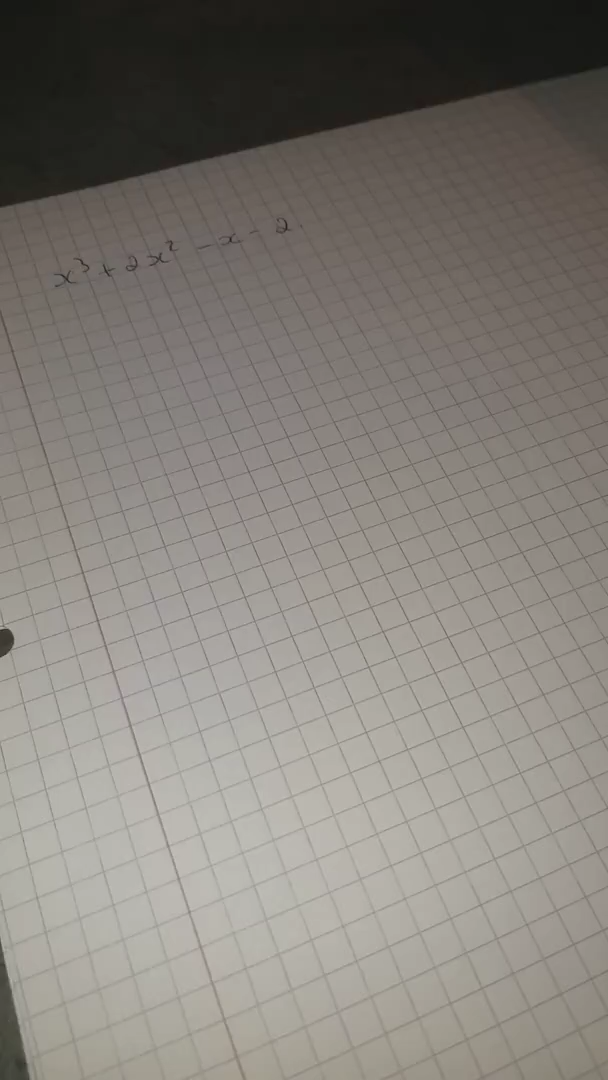 x³ + 2x² - x - 2